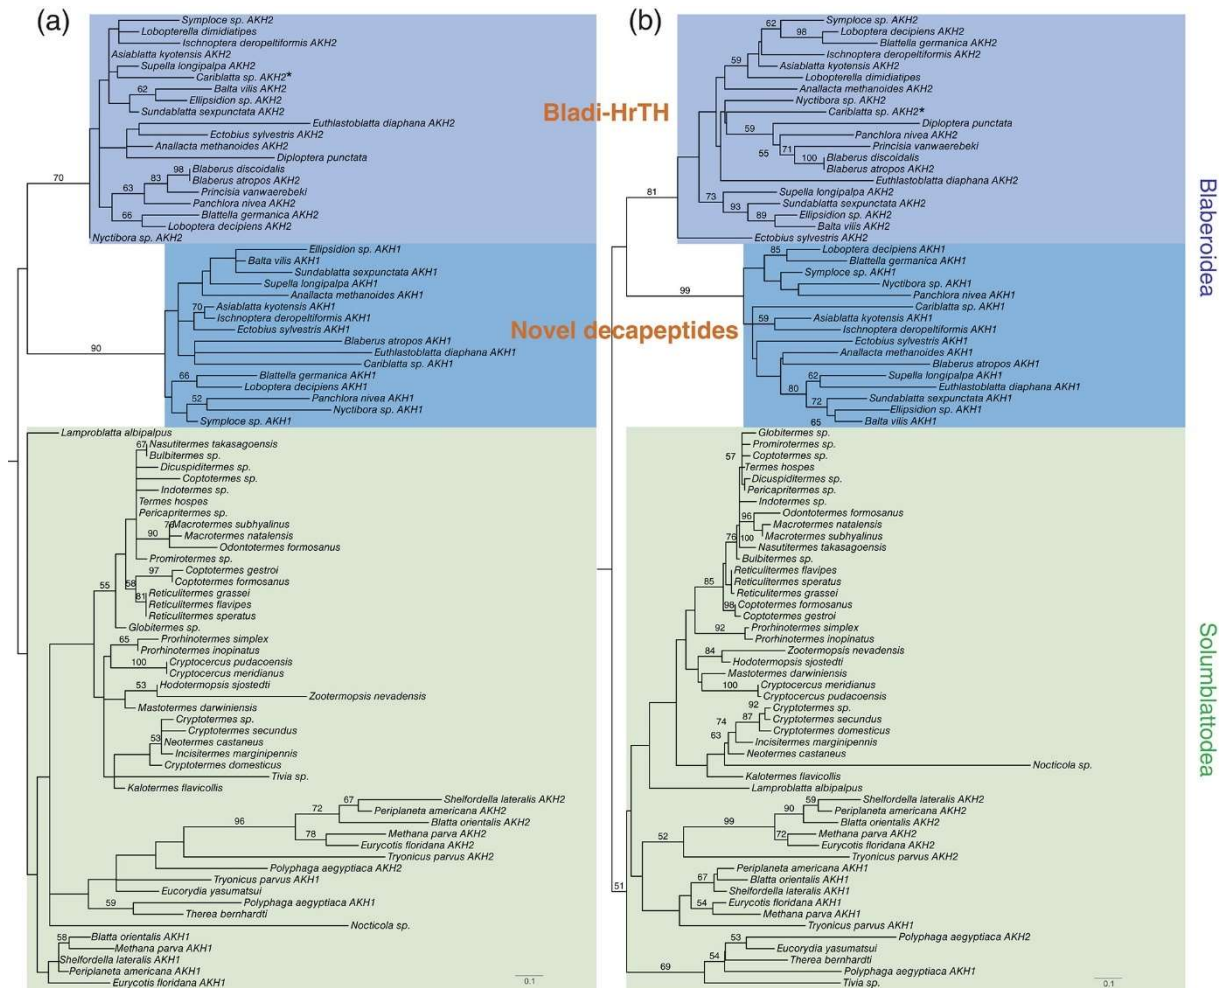 (a)
Symploce sp. AKH2
Lobopterella dimidiatipes
Ischnoptera deropeltiformis AKH2
Asiablatta kyotensis AKH2
Supella longipalpa AKH2
Cariblatta sp. AKH2*
62
Balta vilis AKH2
Ellipsidion sp. AKH2
Sundablatta sexpunctata AKH2
Euthlastoblatta diaphana AKH2
Ectobius sylvestris AKH2
Anallacta methanoides AKH2
Diploptera punctata
98
Blaberus discoidalis
83
Blaberus atropos AKH2
70
63
Princisia vanwaerebeki
Panchlora nivea AKH2
66
Blattella germanica AKH2
Loboptera decipiens AKH2
Nyctibora sp. AKH2
Ellipsidion sp. AKH1
Balta vilis AKH1
Sundablatta sexpunctata AKH1
Supella longipalpa AKH1
Anallacta methanoides AKH1
70
Asiablatta kyotensis AKH1
Ischnoptera deropeltiformis AKH1
Ectobius sylvestris AKH1
Blaberus atropos AKH1
90
Euthlastoblatta diaphana AKH1
Cariblatta sp. AKH1
66
Blattella germanica AKH1
Loboptera decipiens AKH1
52
Panchlora nivea AKH1
Nyctibora sp. AKH1
Symploce sp. AKH1
Lamproblatta albipalpus
67
Nasutitermes takasagoensis
Bulbitermes sp.
Dicuspiditermes sp.
Coptotermes sp.
Indotermes sp.
Termes hospes
Pericapritermes sp.
Macrotermes subhyalinus
90
Macrotermes natalensis
Odontotermes formosanus
Promirotermes sp.
97
Coptotermes gestroi
55
58
Coptotermes formosanus
81
Reticulitermes grassei
Reticulitermes flavipes
Reticulitermes speratus
Globitermes sp.
65
Prorhinotermes simplex
Prorhinotermes inopinatus
100
Cryptocercus pudacoensis
Cryptocercus meridianus
53
Hodotermopsis sjostedti
Zootermopsis nevadensis
Mastotermes darwiniensis
Cryptotermes sp.
Cryptotermes secundus
53
Neotermes castaneus
Incisitermes marginipennis
Cryptotermes domesticus
Tivia sp.
Kalotermes flavicollis
67
Shelfordella lateralis AKH2
72
Periplaneta americana AKH2
96
Blatta orientalis AKH2
78
Methana parva AKH2
Eurycotis floridana AKH2
Tryonicus parvus AKH2
Polyphaga aegyptiaca AKH2
Tryonicus parvus AKH1
Eucorydia yasumatsui
59
Polyphaga aegyptiaca AKH1
Therea bernhardti
Nocticola sp.
58
Blatta orientalis AKH1
Methana parva AKH1
Shelfordella lateralis AKH1
Periplaneta americana AKH1
Eurycotis floridana AKH1
0.1
Bladi-HrTH
Novel decapeptides
(b)
62
Symploce sp. AKH2
98
Loboptera decipiens AKH2
Blattella germanica AKH2
Ischnoptera deropeltiformis AKH2
59
Asiablatta kyotensis AKH2
Lobopterella dimidiatipes
Anallacta methanoides AKH2
Nyctibora sp. AKH2
Cariblatta sp. AKH2*
59
Diploptera punctata
Panchlora nivea AKH2
55
71
Princisia vanwaerebeki
100
Blaberus discoidalis
Blaberus atropos AKH2
Euthlastoblatta diaphana AKH2
81
73
Supella longipalpa AKH2
93
Sundablatta sexpunctata AKH2
89
Ellipsidion sp. AKH2
Balta vilis AKH2
Ectobius sylvestris AKH2
85
Loboptera decipiens AKH1
Blattella germanica AKH1
Symploce sp. AKH1
Nyctibora sp. AKH1
99
Panchlora nivea AKH1
Cariblatta sp. AKH1
59
Asiablatta kyotensis AKH1
Ischnoptera deropeltiformis AKH1
Ectobius sylvestris AKH1
Anallacta methanoides AKH1
Blaberus atropos AKH1
62
Supella longipalpa AKH1
80
Euthlastoblatta diaphana AKH1
72
Sundablatta sexpunctata AKH1
Ellipsidion sp. AKH1
65
Balta vilis AKH1
Globitermes sp.
Promirotermes sp.
57
Coptotermes sp.
Termes hospes
Dicuspiditermes sp.
Pericapritermes sp.
Indotermes sp.
96
Odontotermes formosanus
Macrotermes natalensis
76
100
Macrotermes subhyalinus
Nasutitermes takasagoensis
Bulbitermes sp.
Reticulitermes flavipes
85
Reticulitermes speratus
Reticulitermes grassei
98
Coptotermes formosanus
Coptotermes gestroi
92
Prorhinotermes simplex
Prorhinotermes inopinatus
84
Zootermopsis nevadensis
Hodotermopsis sjostedti
Mastotermes darwiniensis
100
Cryptocercus meridianus
Cryptocercus pudacoensis
92
Cryptotermes sp.
87
Cryptotermes secundus
74
Cryptotermes domesticus
63
Incisitermes marginipennis
Neotermes castaneus
Nocticola sp.
Kalotermes flavicollis
Lamproblatta albipalpus
59
Shelfordella lateralis AKH2
90
Periplaneta americana AKH2
99
Blatta orientalis AKH2
72
Methana parva AKH2
52
Eurycotis floridana AKH2
Tryonicus parvus AKH2
Periplaneta americana AKH1
67
Blatta orientalis AKH1
Shelfordella lateralis AKH1
51
54
Eurycotis floridana AKH1
Methana parva AKH1
Tryonicus parvus AKH1
53
Polyphaga aegyptiaca AKH2
Eucorydia yasumatsui
54
Therea bernhardti
69
Polyphaga aegyptiaca AKH1
Tivia sp.
0.1
Blaberoidea
Solumblattodea